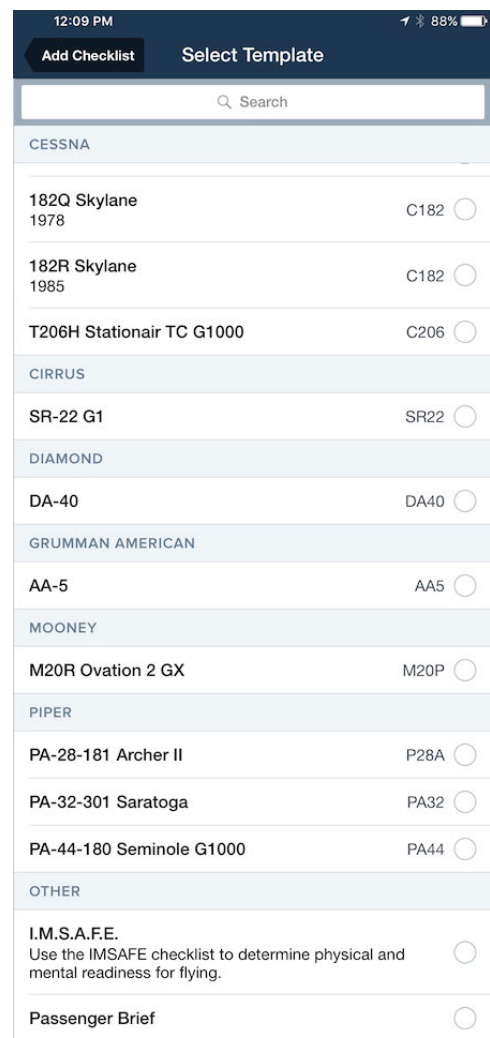 12:09 PM 88%
Add Checklist Select Template
Search
CESSNA
182Q Skylane
1978
C182
182R Skylane
1985
C182
T206H Stationair TC G1000 C206
CIRRUS
SR-22 G1 SR22
DIAMOND
DA-40 DA40
GRUMMAN AMERICAN
AA-5 AA5
MOONEY
M20R Ovation 2 GX M20P
PIPER
PA-28-181 Archer II P28A
PA-32-301 Saratoga PA32
PA-44-180 Seminole G1000 PA44
OTHER
I.M.S.A.F.E.
Use the IMSAFE checklist to determine physical and
mental readiness for flying.
Passenger Brief